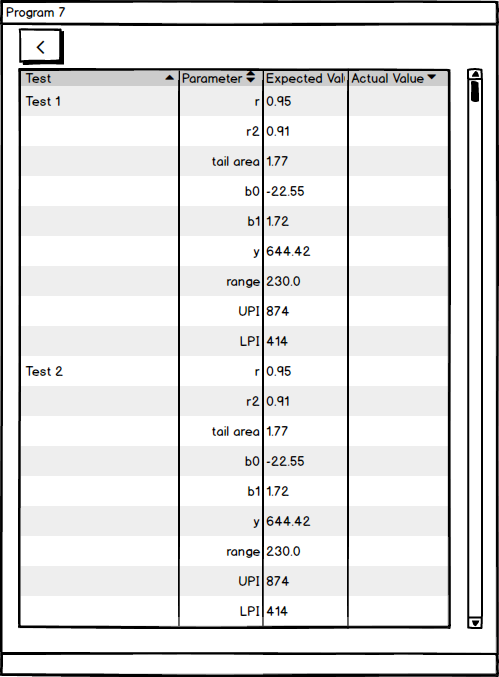 Program 7
<
Test Parameter Expected Val Actual Value
Test 1 r 0.95
r2 0.91
tail area 1.77
b0 -22.55
b1 1.72
y 644.42
range 230.0
UPI 874
LPI 414
Test 2 r 0.95
r2 0.91
tail area 1.77
b0 -22.55
b1 1.72
y 644.42
range 230.0
UPI 874
LPI 414